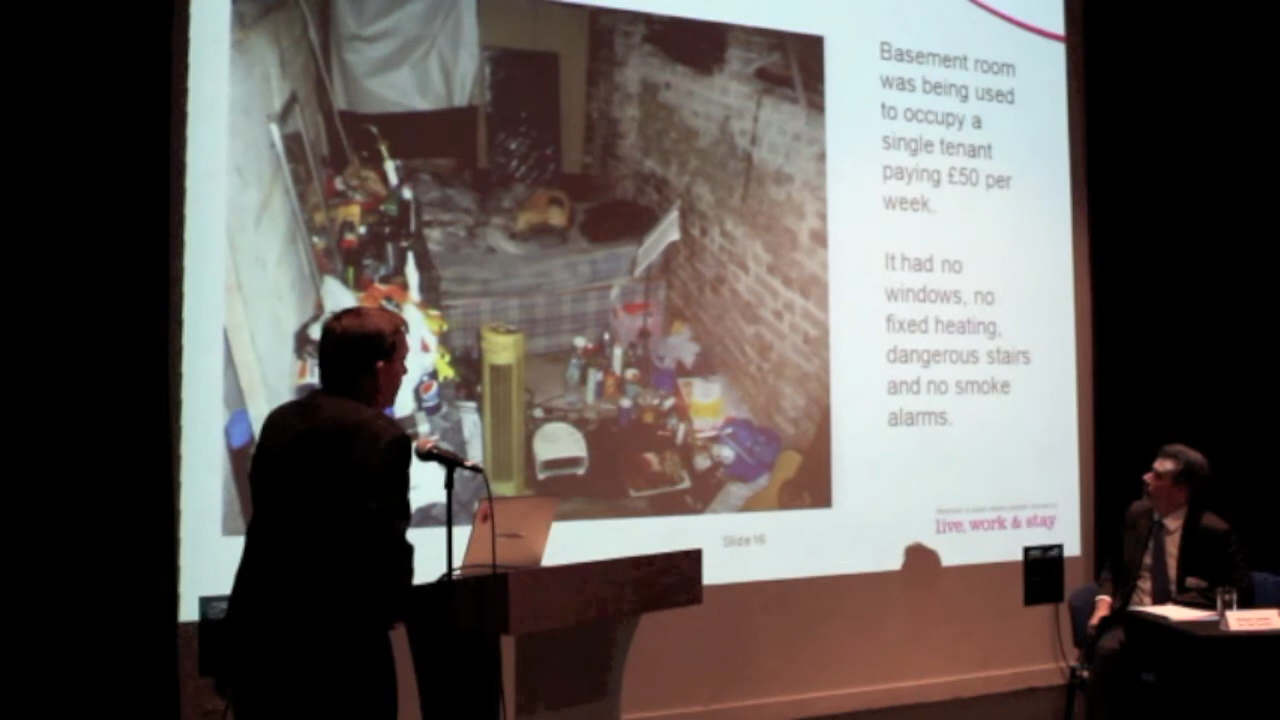 Basement room
was being used
to occupy a
single tenant
paying £50 per
week.
It had no
windows, no
fixed heating,
dangerous stairs
and no smoke
alarms.
live, work & stay
Slide 16